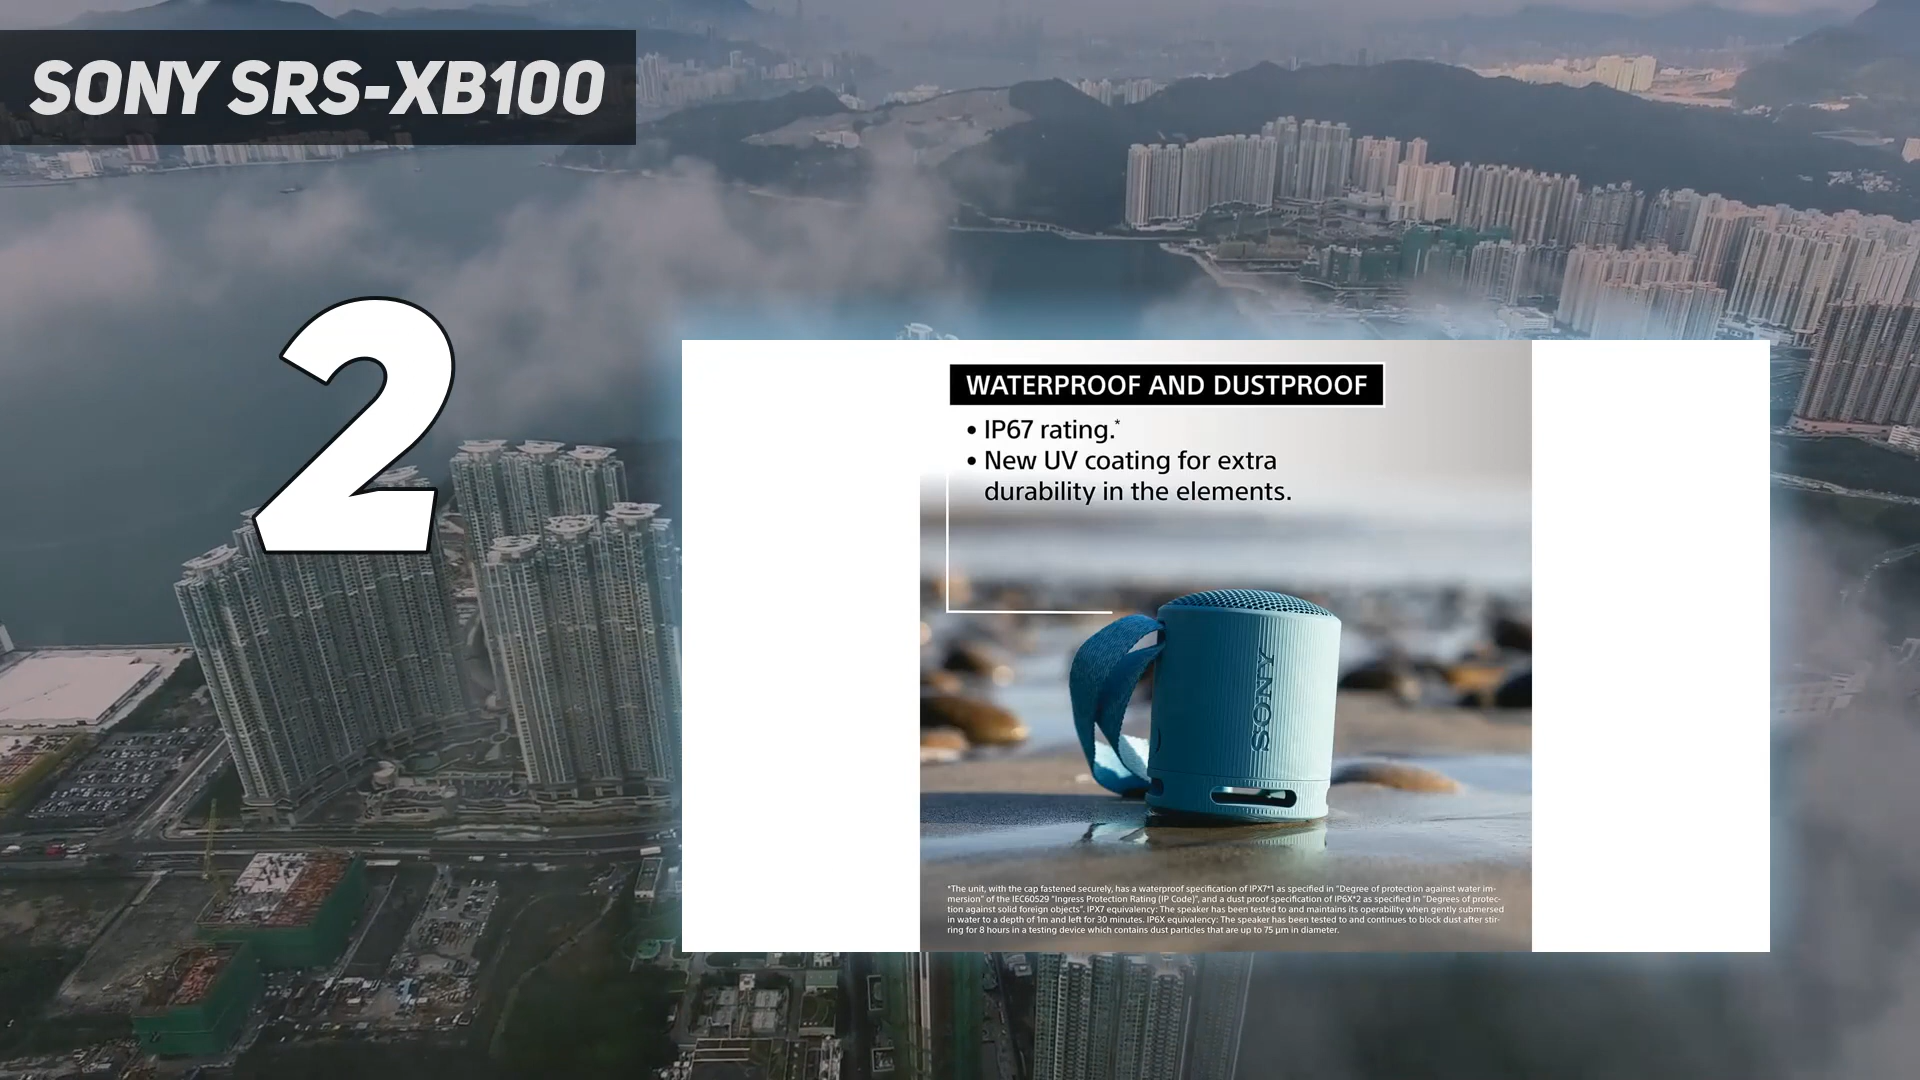 SONY SRS-XB100
2
WATERPROOF AND DUSTPROOF
• IP67 rating.*
• New UV coating for extra
durability in the elements.
SONY
*The unit, with the cap fastened securely, has a waterproof specification of IPX7*1 as specified in "Degree of protection against water im-
mersion" of the IEC60529 "Ingress Protection Rating (IP Code)", and a dust proof specification of IP6X*2 as specified in "Degrees of protec-
tion against solid foreign objects". IPX7 equivalency: The speaker has been tested to and maintains its operability when gently submersed
in water to a depth of 1m and left for 30 minutes. IP6X equivalency: The speaker has been tested to and continues to block dust after stir-
ring for 8 hours in a testing device which contains dust particles that are up to 75 µm in diameter.